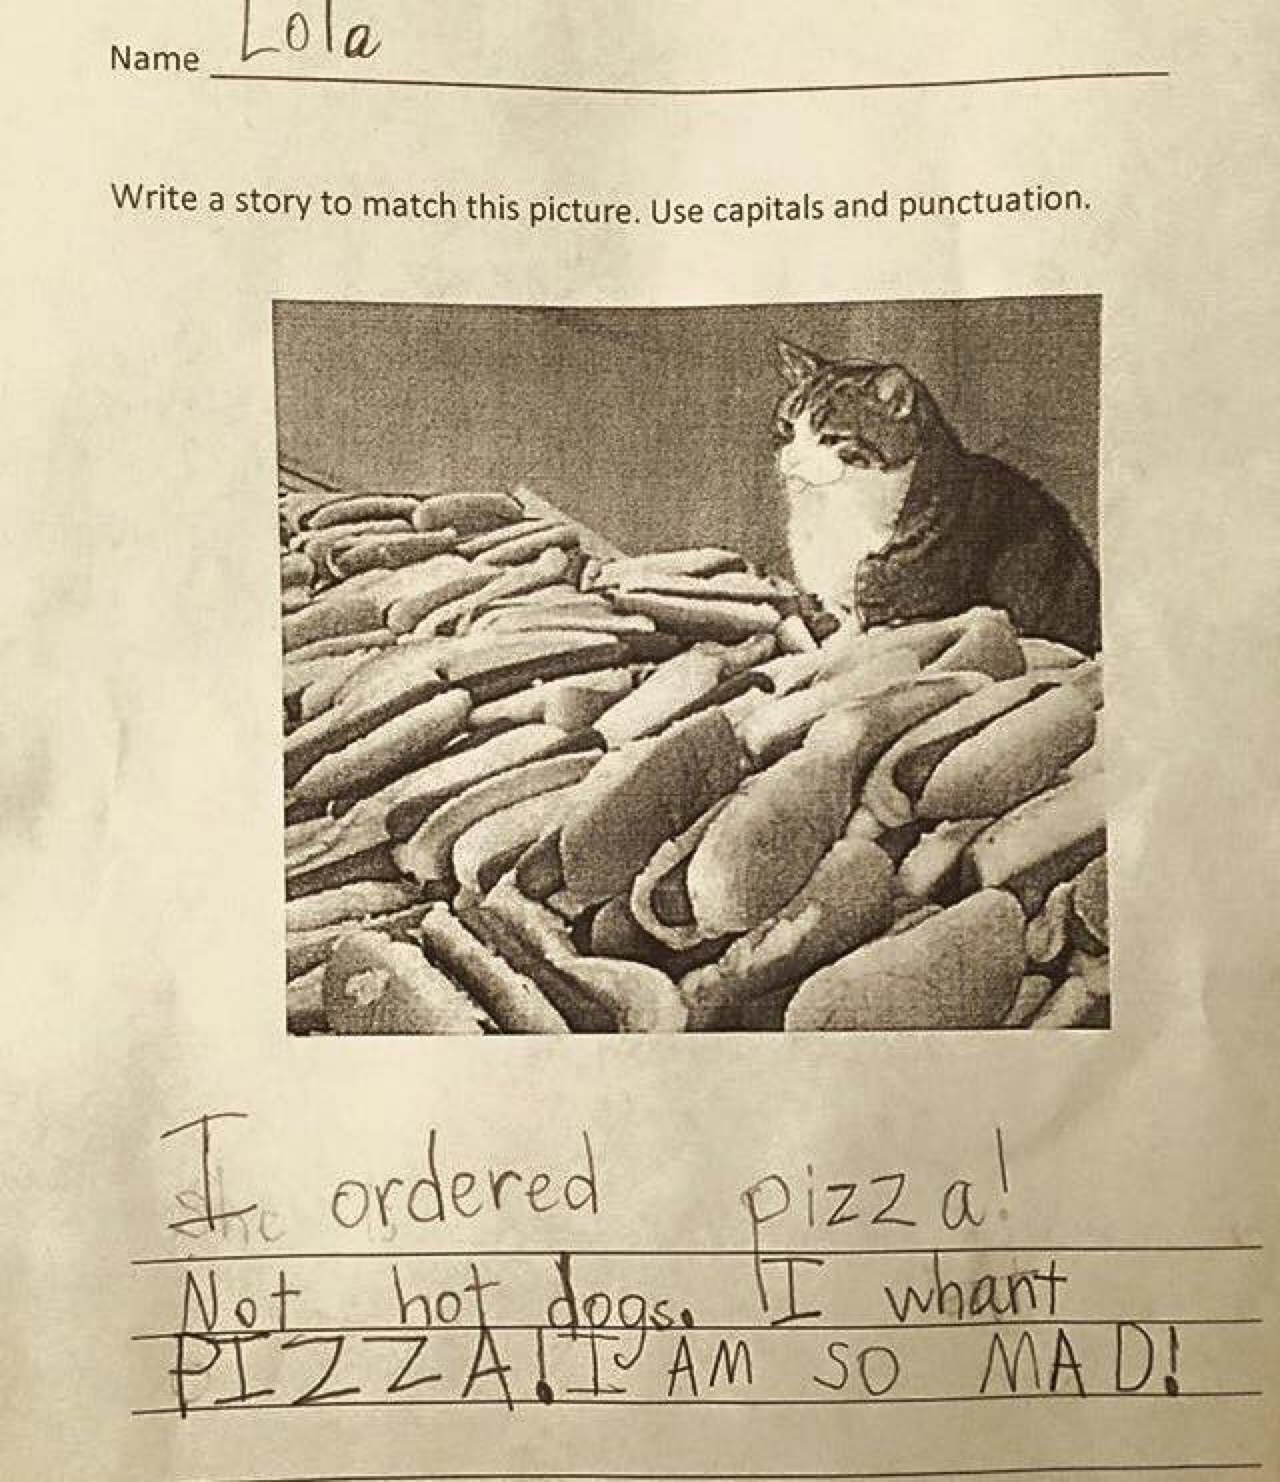 Name Lola
Write a story to match this picture. Use capitals and punctuation.
I ordered pizza!
Not hot dogs. I whant
PIZZA! I AM SO MAD!